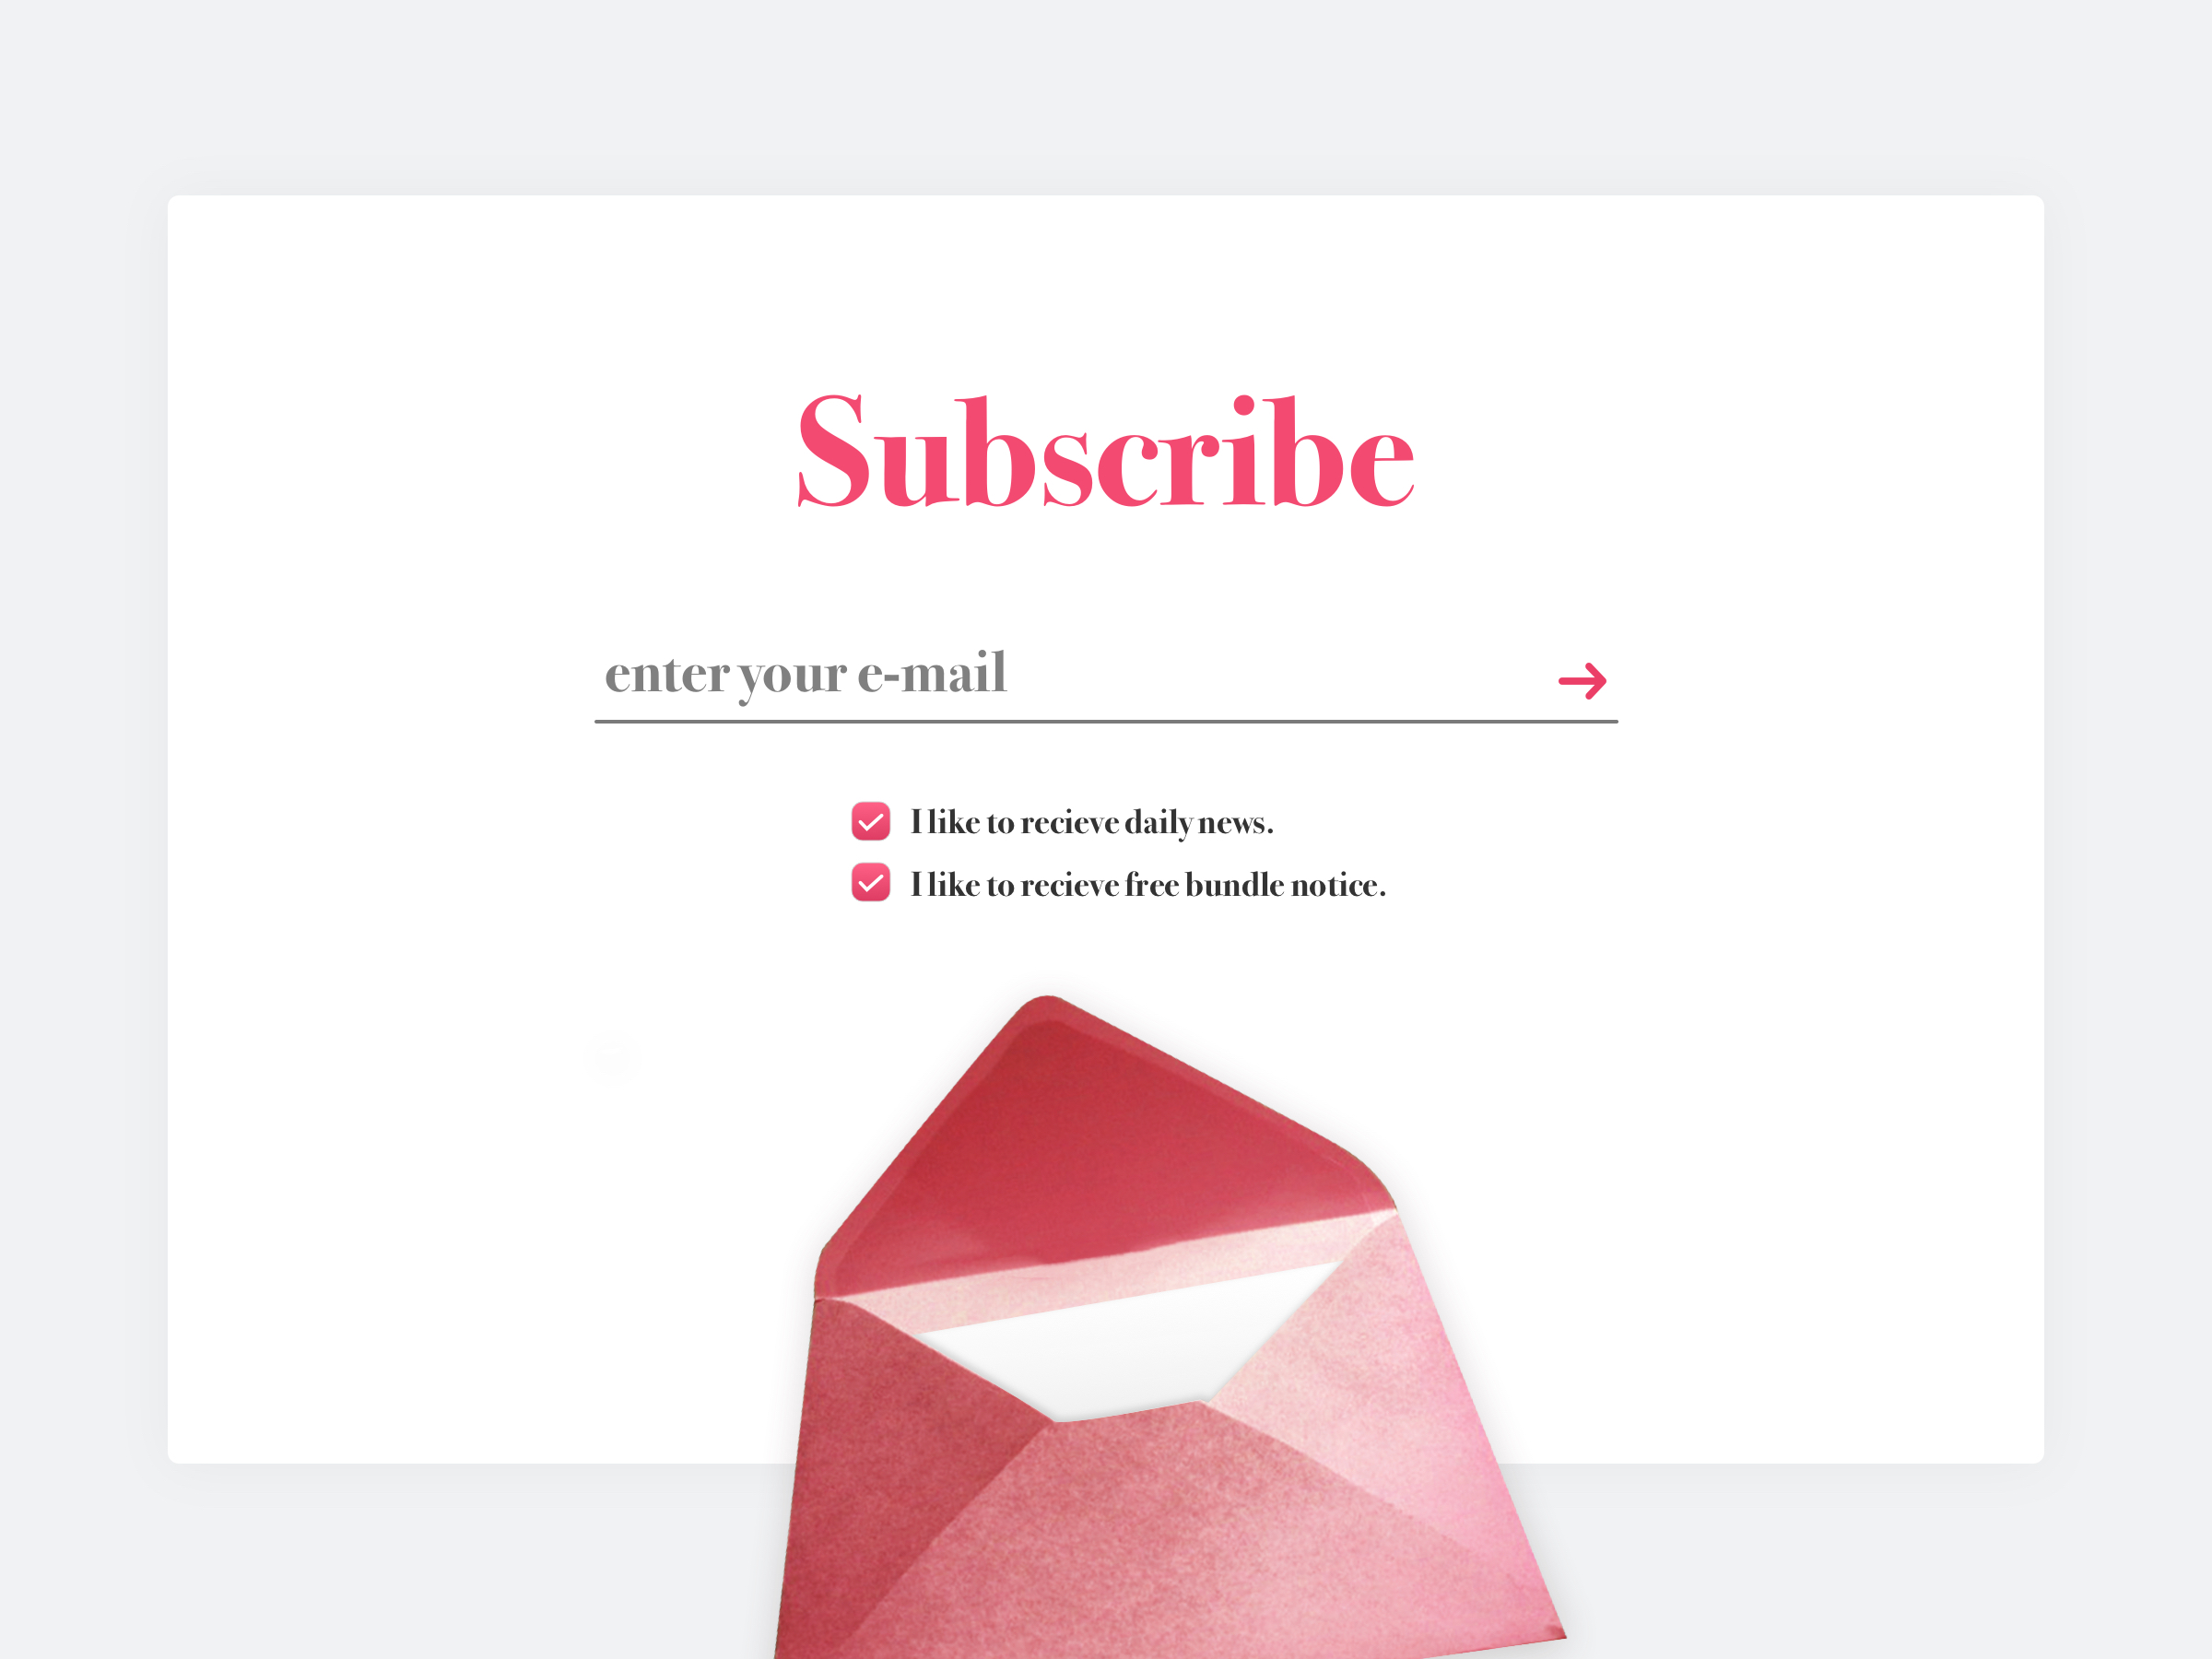 Subscribe
enter your e-mail
I like to recieve daily news.
I like to recieve free bundle notice.